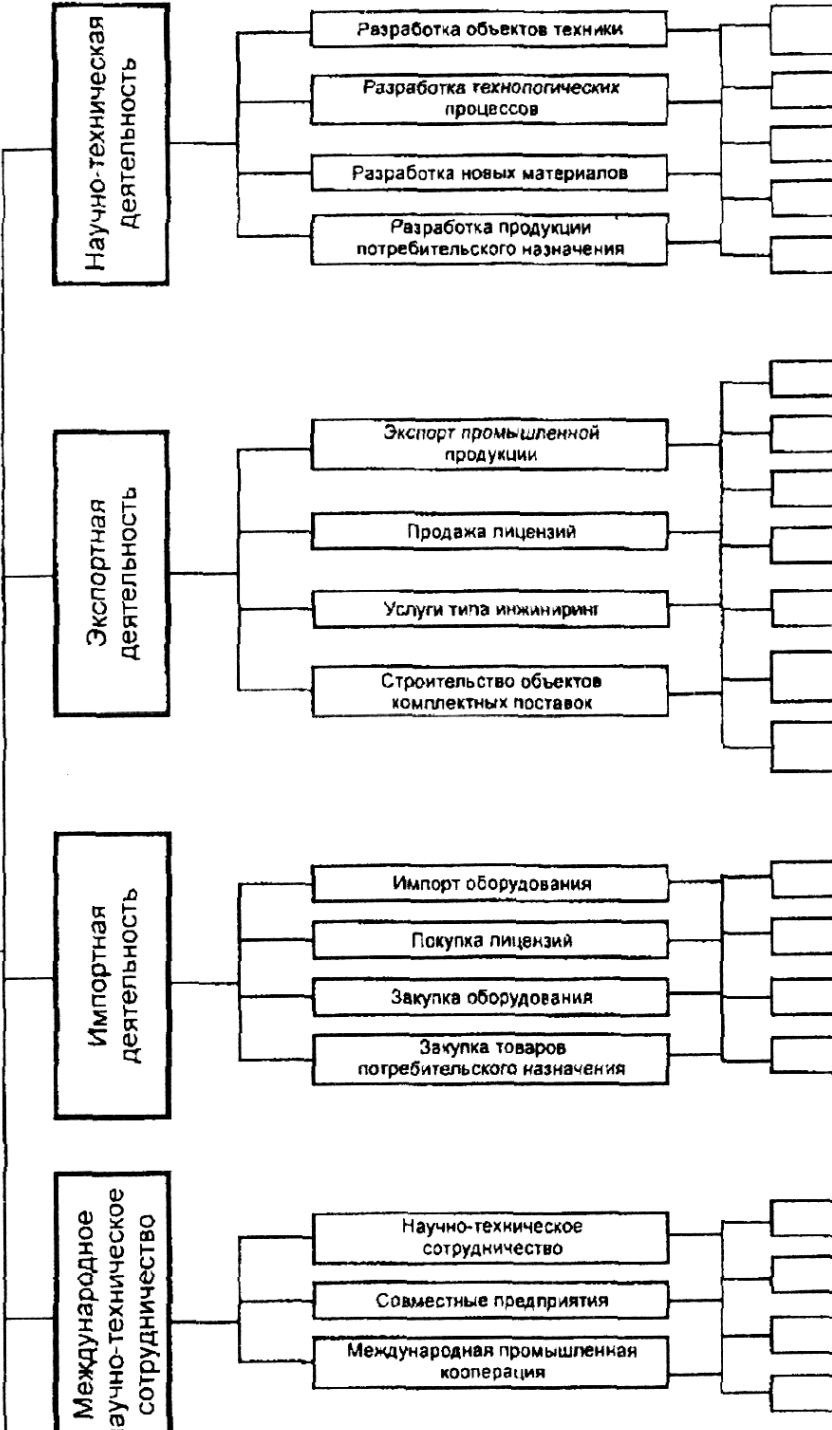 Научно-техническая
деятельность
Разработка объектов техники
Разработка технологических
процессов
Разработка новых материалов
Разработка продукции
потребительского назначения
Экспортная
деятельность
Экспорт промышленной
продукции
Продажа лицензий
Услуги типа инжиниринг
Строительство объектов
комплектных поставок
Импортная
деятельность
Импорт оборудования
Покупка лицензий
Закупка оборудования
Закупка товаров
потребительского назначения
Международное
аучно-техническое
сотрудничество
Научно-техническое
сотрудничество
Совместные предприятия
Международная промышленная
кооперация